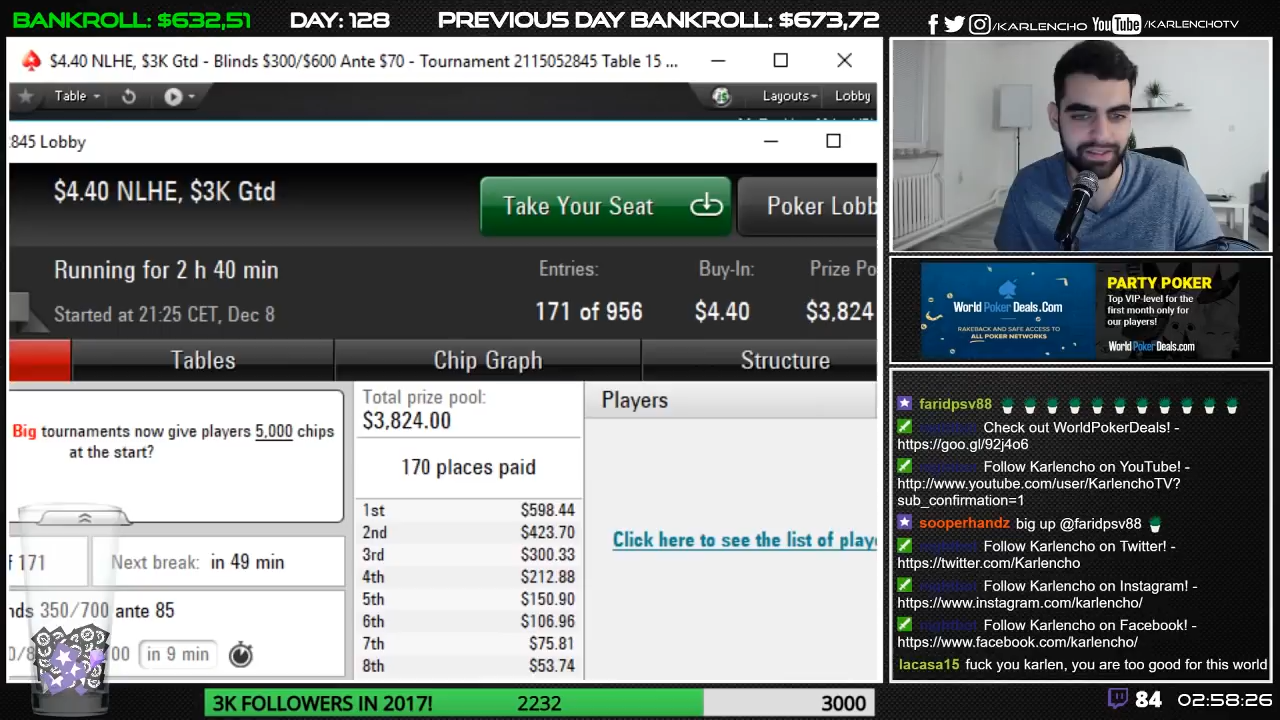 BANKROLL: $632,51 DAY: 128 PREVIOUS DAY BANKROLL: $673,72
/KARLENCHO YouTube /KARLENCHOTV
$4.40 NLHE, $3K Gtd - Blinds $300/$600 Ante $70 - Tournament 2115052845 Table 15 ...
Table
Layouts Lobby
845 Lobby
$4.40 NLHE, $3K Gtd
Take Your Seat
Poker Lobb
Running for 2 h 40 min
Started at 21:25 CET, Dec 8
Entries: Buy-In: Prize Po
171 of 956 $4.40 $3,824
Tables Chip Graph Structure
Big tournaments now give players 5,000 chips
at the start?
Total prize pool:
$3,824.00
170 places paid
1st $598.44
2nd $423.70
3rd $300.33
4th $212.88
5th $150.90
6th $106.96
7th $75.81
8th $53.74
Players
Click here to see the list of playe
f 171
Next break: in 49 min
nds 350/700 ante 85
00 in 9 min
World Poker Deals.Com
RAKEBACK AND SAFE ACCESS TO
ALL POKER NETWORKS
PARTY POKER
Top VIP-level for the
first month only for
our players!
World Poker Deals.com
faridpsv88
Check out WorldPokerDeals! -
https://goo.gl/92j4o6
Follow Karlencho on YouTube! -
http://www.youtube.com/user/KarlenchoTV?
sub_confirmation=1
sooperhandz big up @faridpsv88
Follow Karlencho on Twitter! -
https://twitter.com/Karlencho
Follow Karlencho on Instagram! -
https://www.instagram.com/karlencho/
Follow Karlencho on Facebook! -
https://www.facebook.com/karlencho/
lacasa15 fuck you karlen, you are too good for this world
3K FOLLOWERS IN 2017! 2232 3000
84 02:58:26